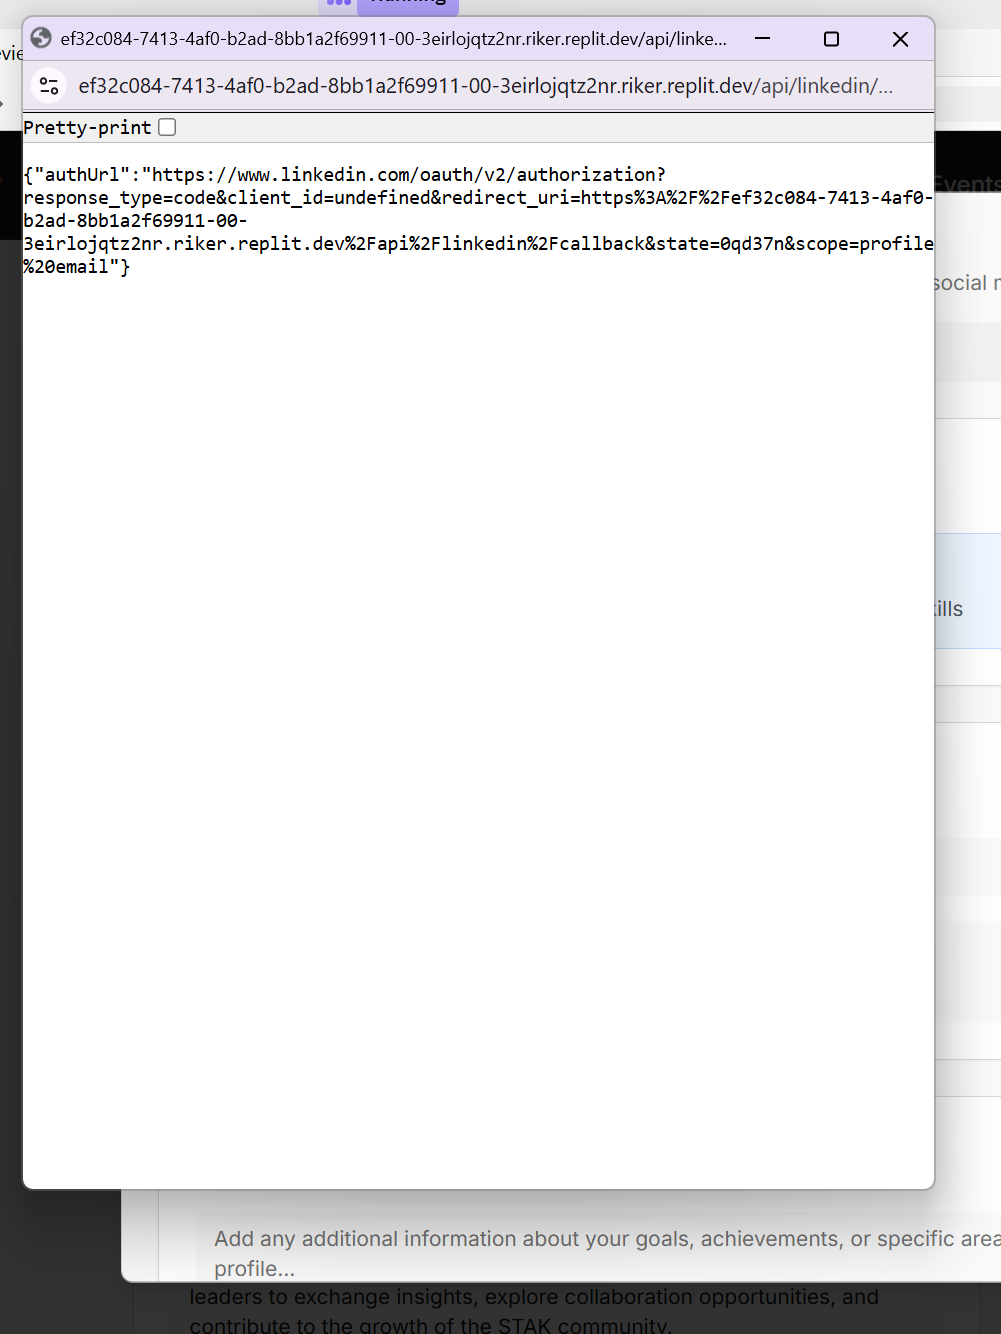 ef32c084-7413-4af0-b2ad-8bb1a2f69911-00-3eirlojqtz2nr.riker.replit.dev/api/linke...
ef32c084-7413-4af0-b2ad-8bb1a2f69911-00-3eirlojqtz2nr.riker.replit.dev/api/linkedin/...
Pretty-print
{"authUrl":"https://www.linkedin.com/oauth/v2/authorization?
response_type=code&client_id=undefined&redirect_uri=https%3A%2F%2Fef32c084-7413-4af0-
b2ad-8bb1a2f69911-00-
3eirlojqtz2nr.riker.replit.dev%2Fapi%2Flinkedin%2Fcallback&state=0qd37n&scope=profile
%20email"}
Events
social
Add any additional information about your goals, achievements, or specific area
profile...
leaders to exchange insights, explore collaboration opportunities, and
contribute to the growth of the STAK community.